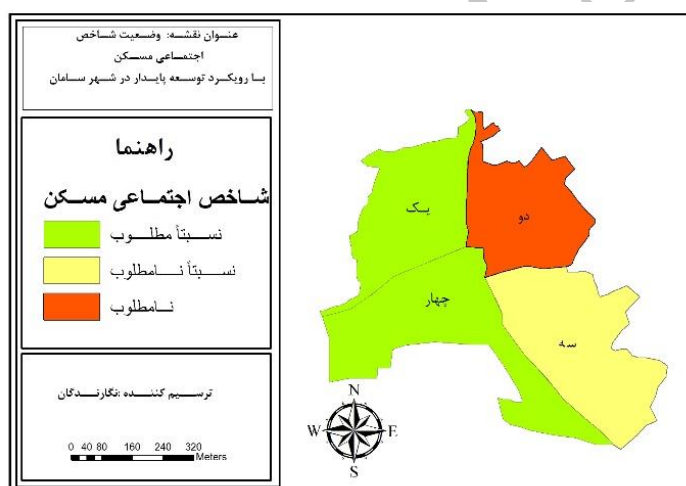 عنوان نقشه: وضعیت شاخص
اجتماعی مسکن
با رویکرد توسعه پایدار در شهر سامان
راهنما
شاخص اجتماعی مسکن
نسبتاً مطلوب
نسبتاً نامطلوب
نامطلوب
ترسیم کننده :نگارندگان
0 40 80 160 240 320
Meters
یک
دو
چهار
سه
N
W E
S